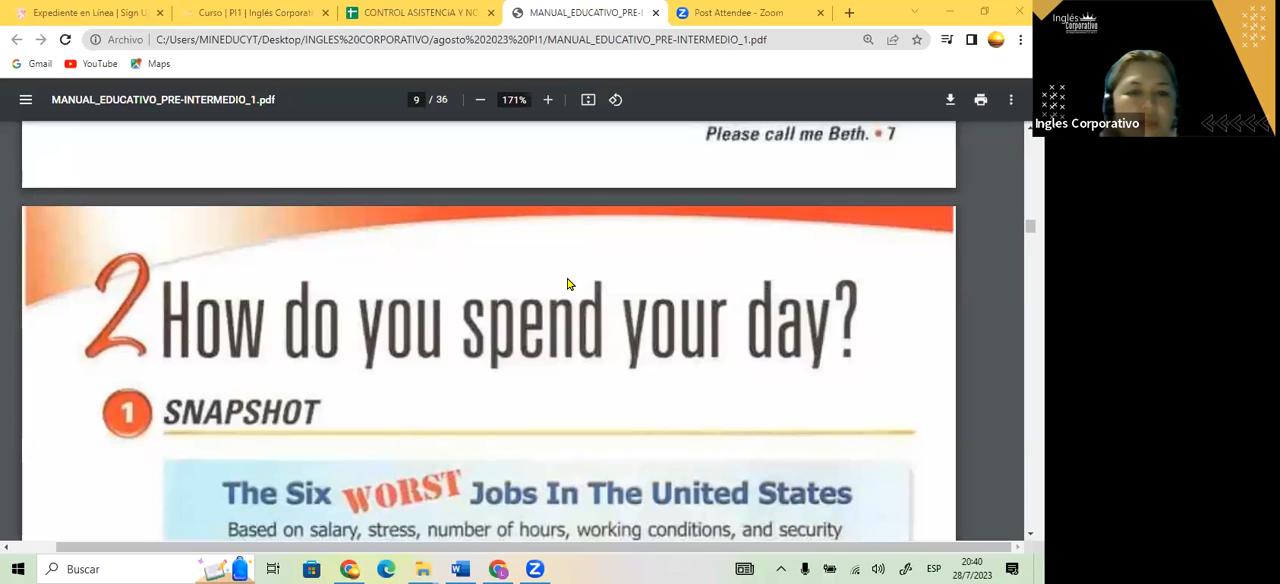 Expediente en Línea | Sign U
Curso | PI1 | Inglés Corporati
CONTROL ASISTENCIA Y NO
MANUAL_EDUCATIVO_PRE-I
Post Attendee - Zoom
Archivo
C:/Users/MINEDUCYT/Desktop/INGLES%20CORPORATIVO/agosto%202023%20PI1/MANUAL_EDUCATIVO_PRE-INTERMEDIO_1.pdf
Gmail
YouTube
Maps
MANUAL_EDUCATIVO_PRE-INTERMEDIO_1.pdf
9 / 36
171%
Inglés
Corporativo
Ingles Corporativo
Please call me Beth. • 7
2 How do you spend your day?
1 SNAPSHOT
The Six WORST Jobs In The United States
Based on salary, stress, number of hours, working conditions, and security
Buscar
ESP
20:40
28/7/2023